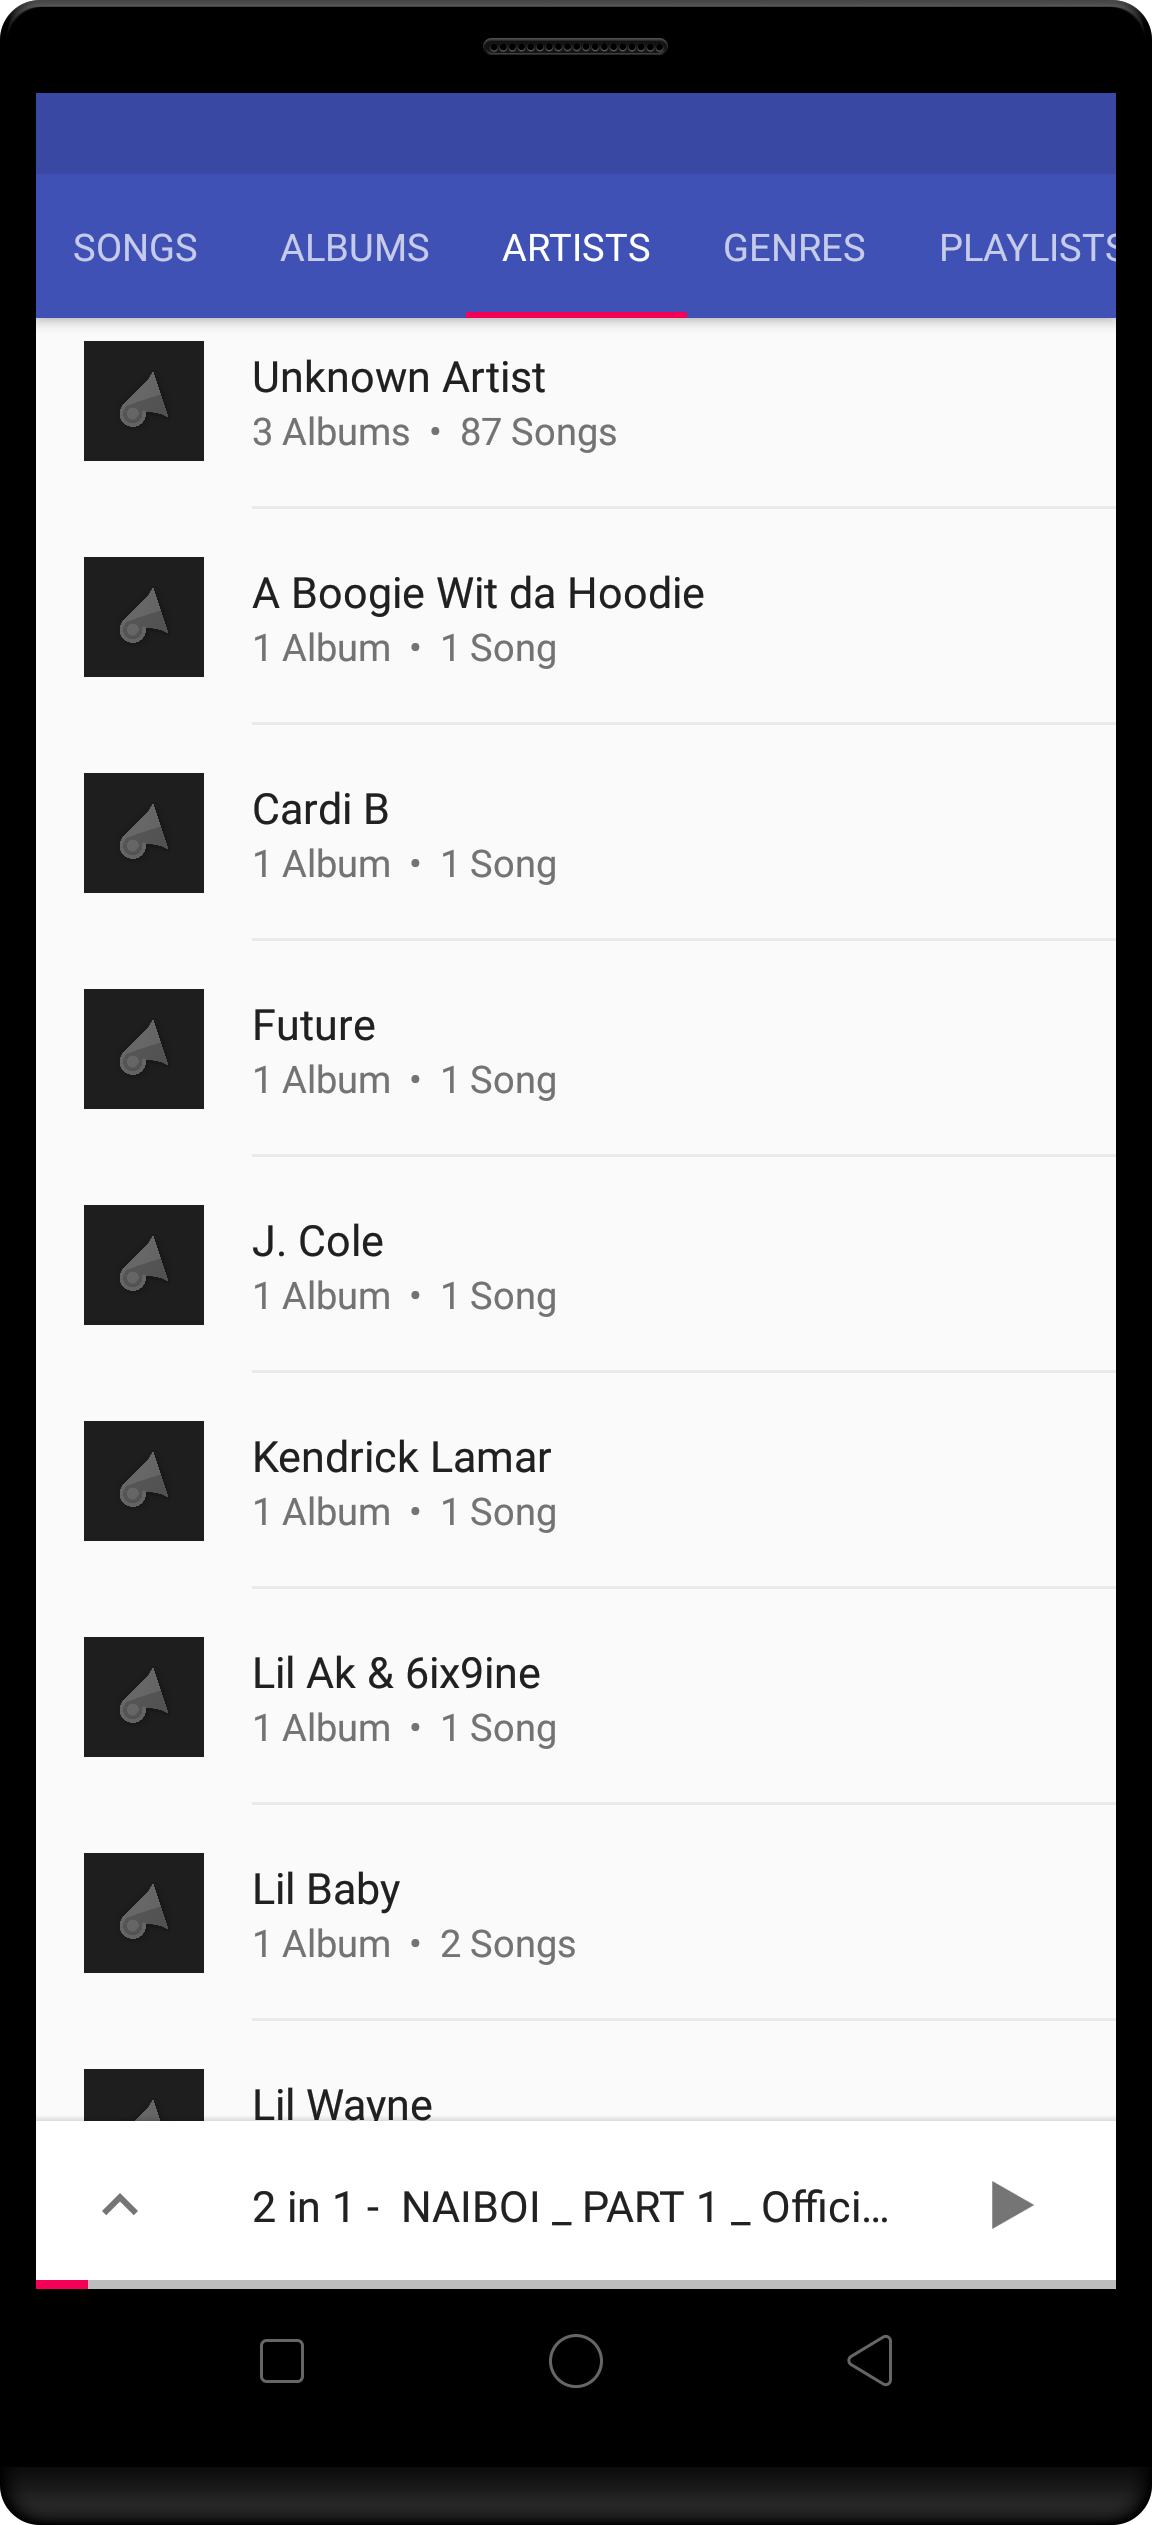 SONGS ALBUMS ARTISTS GENRES PLAYLISTS
Unknown Artist
3 Albums • 87 Songs
A Boogie Wit da Hoodie
1 Album • 1 Song
Cardi B
1 Album • 1 Song
Future
1 Album • 1 Song
J. Cole
1 Album • 1 Song
Kendrick Lamar
1 Album • 1 Song
Lil Ak & 6ix9ine
1 Album • 1 Song
Lil Baby
1 Album • 2 Songs
Lil Wayne
2 in 1 - NAIBOI _ PART 1 _ Offici...